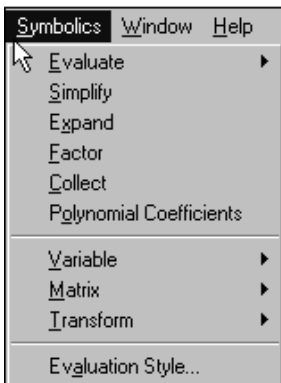 Symbolics Window Help
Evaluate
Simplify
Expand
Factor
Collect
Polynomial Coefficients
Variable
Matrix
Transform
Evaluation Style...